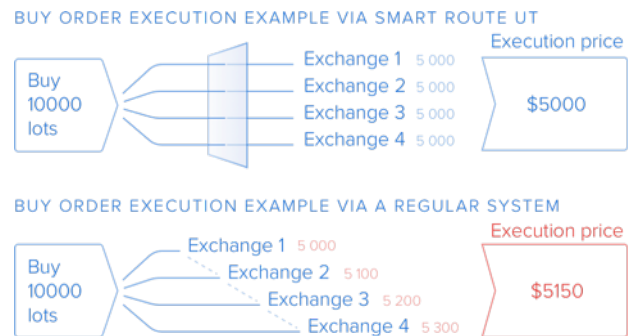 BUY ORDER EXECUTION EXAMPLE VIA SMART ROUTE UT
Execution price
Buy
10000
lots
Exchange 1 5 000
Exchange 2 5 000
Exchange 3 5 000
Exchange 4 5 000
$5000
BUY ORDER EXECUTION EXAMPLE VIA A REGULAR SYSTEM
Execution price
Buy
10000
lots
Exchange 1 5 000
Exchange 2 5 100
Exchange 3 5 200
Exchange 4 5 300
$5150